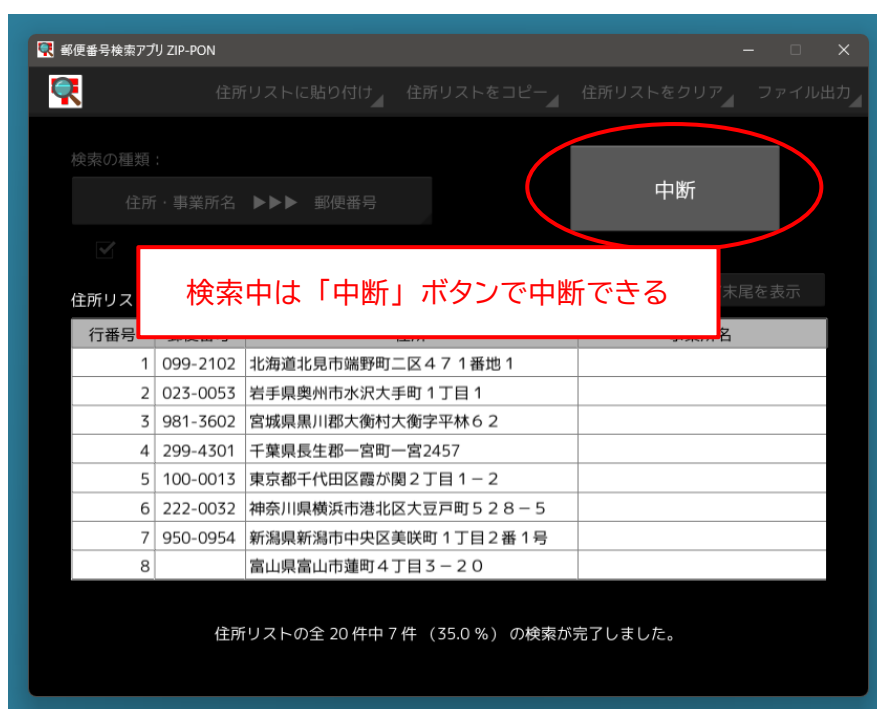 郵便番号検索アプリ ZIP-PON
住所リストに貼り付け 住所リストをコピー 住所リストをクリア ファイル出力
検索の種類：
住所・事業所名 ▶▶▶ 郵便番号
中断
検索中は「中断」ボタンで中断できる
住所リス 末尾を表示
行番号
1 099-2102 北海道北見市端野町二区４７１番地１
2 023-0053 岩手県奥州市水沢大手町１丁目１
3 981-3602 宮城県黒川郡大衡村大衡字平林６２
4 299-4301 千葉県長生郡一宮町一宮2457
5 100-0013 東京都千代田区霞が関２丁目１－２
6 222-0032 神奈川県横浜市港北区大豆戸町５２８－５
7 950-0954 新潟県新潟市中央区美咲町１丁目２番１号
8 富山県富山市蓮町４丁目３－２０
住所リストの全 20 件中 7 件 （35.0 %） の検索が完了しました。